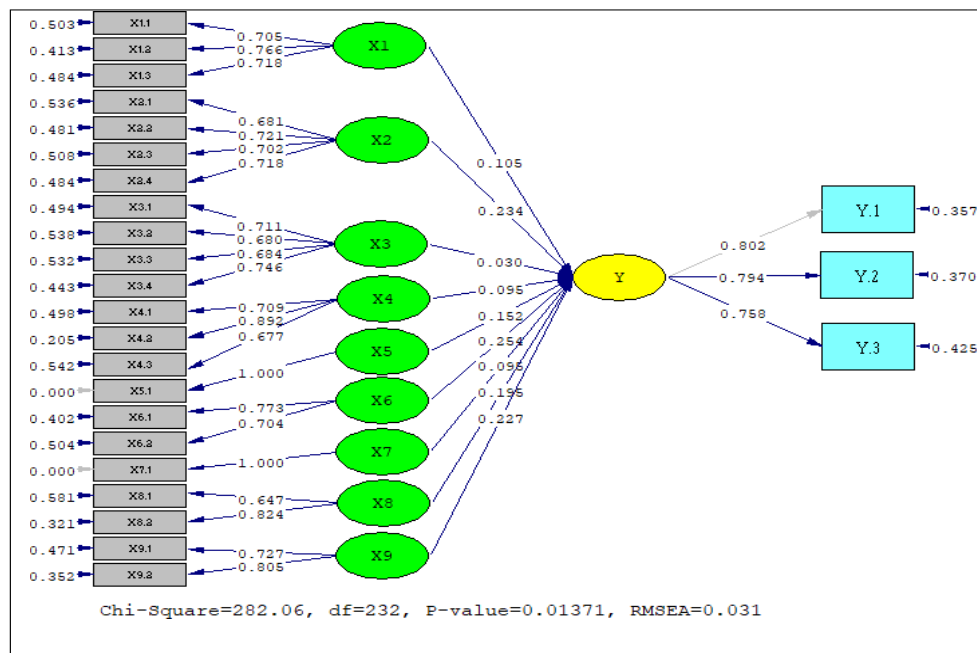 0.503 X1.1 0.705
0.413 X1.2 0.766 X1
0.484 X1.3 0.718
0.536 X2.1 0.681
0.481 X2.2 0.721 X2
0.508 X2.3 0.702
0.484 X2.4 0.718
0.494 X3.1 0.711
0.538 X3.2 0.680 X3
0.532 X3.3 0.684
0.443 X3.4 0.746
0.498 X4.1 0.709 X4
0.205 X4.2 0.892
0.542 X4.3 0.677
0.000 X5.1 1.000 X5
0.402 X6.1 0.773 X6
0.504 X6.2 0.704
0.000 X7.1 1.000 X7
0.581 X8.1 0.647 X8
0.321 X8.2 0.824
0.471 X9.1 0.727 X9
0.352 X9.2 0.805
0.105
0.234
0.030
0.095
0.152
0.254
0.095
0.195
0.227
Y
0.802 Y.1 0.357
0.794 Y.2 0.370
0.758 Y.3 0.425
Chi-Square=282.06, df=232, P-value=0.01371, RMSEA=0.031